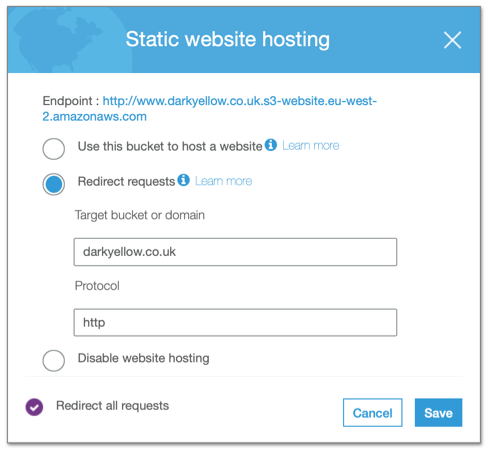 Static website hosting
Endpoint : http://www.darkyellow.co.uk.s3-website.eu-west-
2.amazonaws.com
Use this bucket to host a website Learn more
Redirect requests Learn more
Target bucket or domain
darkyellow.co.uk
Protocol
http
Disable website hosting
Redirect all requests
Cancel Save